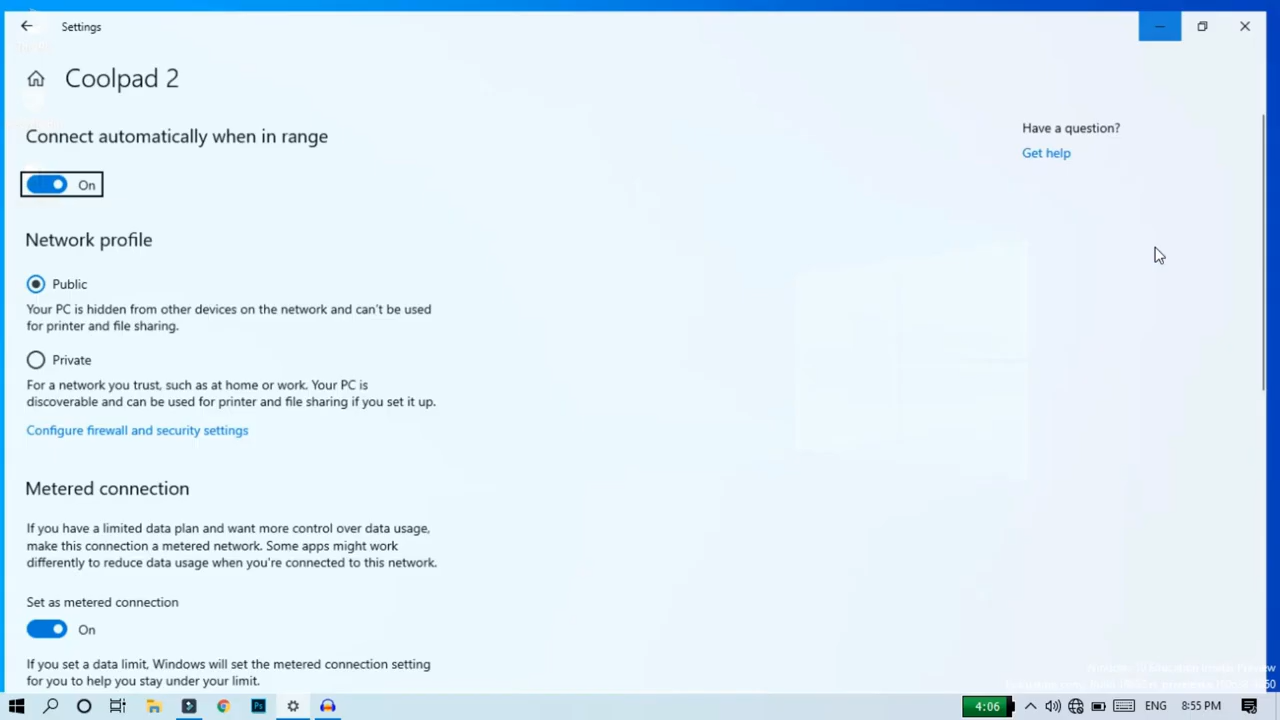 Settings
Coolpad 2
Connect automatically when in range
Have a question?
Get help
On
Network profile
Public
Your PC is hidden from other devices on the network and can't be used
for printer and file sharing.
Private
For a network you trust, such as at home or work. Your PC is
discoverable and can be used for printer and file sharing if you set it up.
Configure firewall and security settings
Metered connection
If you have a limited data plan and want more control over data usage,
make this connection a metered network. Some apps might work
differently to reduce data usage when you're connected to this network.
Set as metered connection
On
If you set a data limit, Windows will set the metered connection setting
for you to help you stay under your limit.
Ps
4:06
ENG
8:55 PM